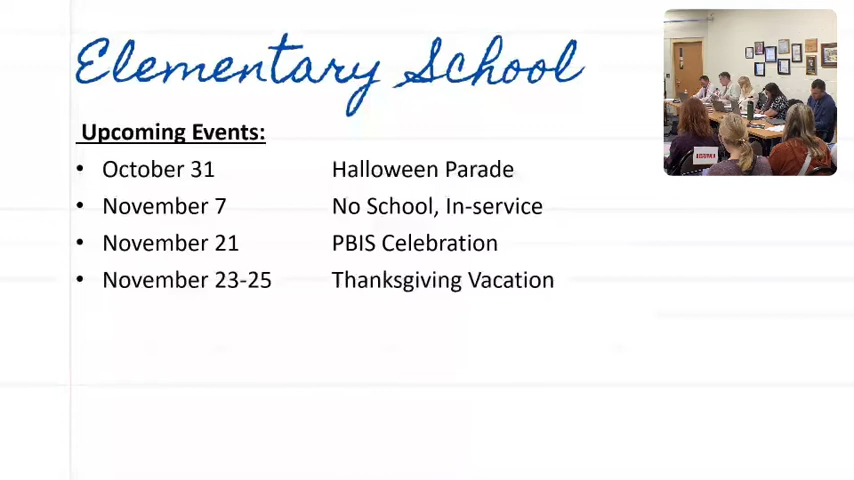 Elementary School
Upcoming Events:
• October 31 Halloween Parade
• November 7 No School, In-service
• November 21 PBIS Celebration
• November 23-25 Thanksgiving Vacation